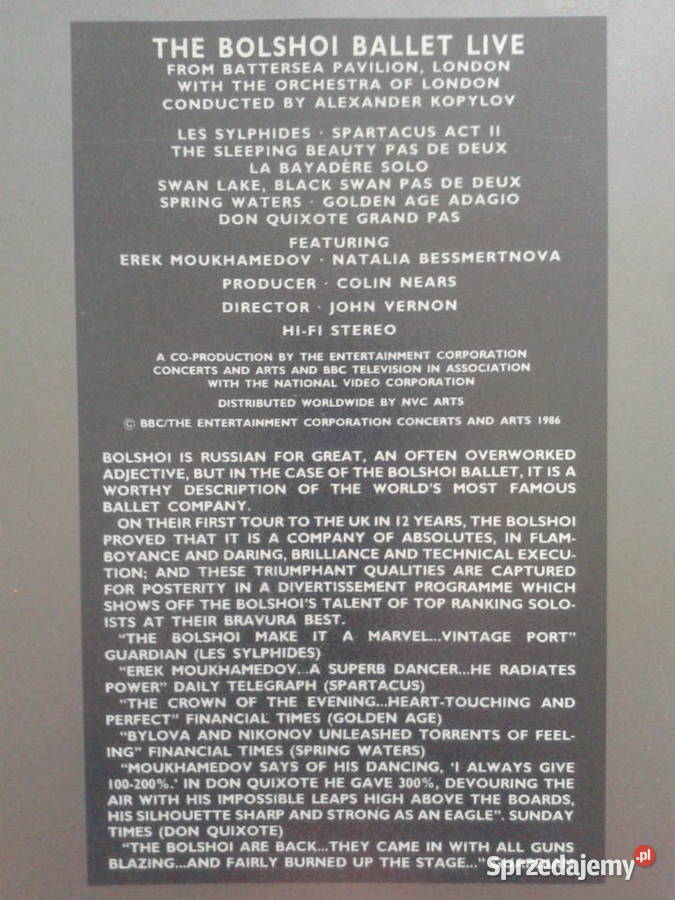 THE BOLSHOI BALLET LIVE
FROM BATTERSEA PAVILION, LONDON
WITH THE ORCHESTRA OF LONDON
CONDUCTED BY ALEXANDER KOPYLOV
LES SYLPHIDES · SPARTACUS ACT II
THE SLEEPING BEAUTY PAS DE DEUX
LA BAYADÈRE SOLO
SWAN LAKE, BLACK SWAN PAS DE DEUX
SPRING WATERS · GOLDEN AGE ADAGIO
DON QUIXOTE GRAND PAS
FEATURING
EREK MOUKHAMEDOV · NATALIA BESSMERTNOVA
PRODUCER · COLIN NEARS
DIRECTOR · JOHN VERNON
HI-FI STEREO
A CO-PRODUCTION BY THE ENTERTAINMENT CORPORATION
CONCERTS AND ARTS AND BBC TELEVISION IN ASSOCIATION
WITH THE NATIONAL VIDEO CORPORATION
DISTRIBUTED WORLDWIDE BY NVC ARTS
© BBC/THE ENTERTAINMENT CORPORATION CONCERTS AND ARTS 1986
BOLSHOI IS RUSSIAN FOR GREAT, AN OFTEN OVERWORKED
ADJECTIVE, BUT IN THE CASE OF THE BOLSHOI BALLET, IT IS A
WORTHY DESCRIPTION OF THE WORLD'S MOST FAMOUS
BALLET COMPANY.
ON THEIR FIRST TOUR TO THE UK IN 12 YEARS, THE BOLSHOI
PROVED THAT IT IS A COMPANY OF ABSOLUTES, IN FLAM-
BOYANCE AND DARING, BRILLIANCE AND TECHNICAL EXECU-
TION; AND THESE TRIUMPHANT QUALITIES ARE CAPTURED
FOR POSTERITY IN A DIVERTISSEMENT PROGRAMME WHICH
SHOWS OFF THE BOLSHOI'S TALENT OF TOP RANKING SOLO-
ISTS AT THEIR BRAVURA BEST.
"THE BOLSHOI MAKE IT A MARVEL...VINTAGE PORT"
GUARDIAN (LES SYLPHIDES)
"EREK MOUKHAMEDOV...A SUPERB DANCER...HE RADIATES
POWER" DAILY TELEGRAPH (SPARTACUS)
"THE CROWN OF THE EVENING...HEART-TOUCHING AND
PERFECT" FINANCIAL TIMES (GOLDEN AGE)
"BYLOVA AND NIKONOV UNLEASHED TORRENTS OF FEEL-
ING" FINANCIAL TIMES (SPRING WATERS)
"MOUKHAMEDOV SAYS OF HIS DANCING, 'I ALWAYS GIVE
100-200%.' IN DON QUIXOTE HE GAVE 300%, DEVOURING THE
AIR WITH HIS IMPOSSIBLE LEAPS HIGH ABOVE THE BOARDS,
HIS SILHOUETTE SHARP AND STRONG AS AN EAGLE". SUNDAY
TIMES (DON QUIXOTE)
"THE BOLSHOI ARE BACK...THEY CAME IN WITH ALL GUNS
BLAZING...AND FAIRLY BURNED UP THE STAGE..."
Sprzedajemy.pl